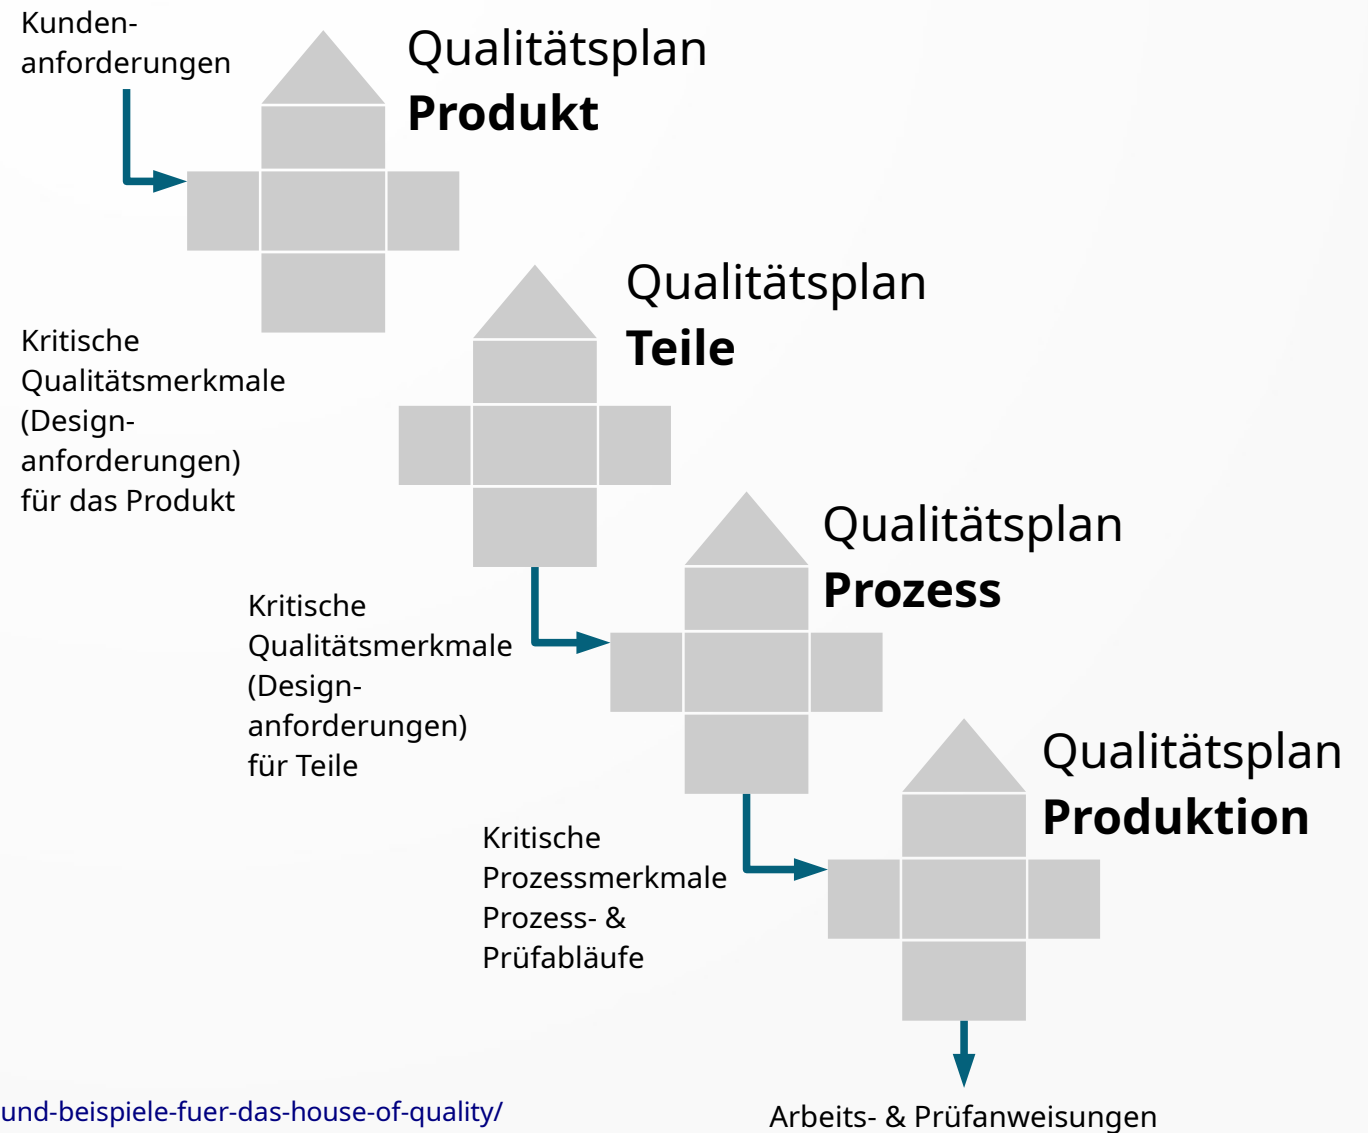 Kunden-
anforderungen
Qualitätsplan
Produkt
Qualitätsplan
Teile
Kritische
Qualitätsmerkmale
(Design-
anforderungen)
für das Produkt
Qualitätsplan
Prozess
Kritische
Qualitätsmerkmale
(Design-
anforderungen)
für Teile
Qualitätsplan
Produktion
Kritische
Prozessmerkmale
Prozess- &
Prüfabläufe
und-beispiele-fuer-das-house-of-quality/
Arbeits- & Prüfanweisungen